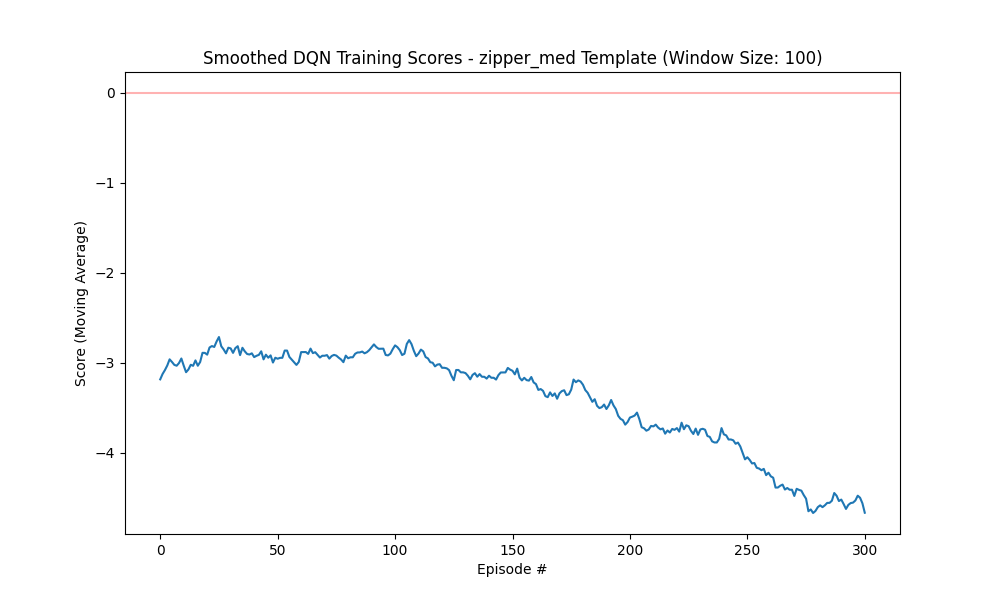 Smoothed DQN Training Scores - zipper_med Template (Window Size: 100)
0
−1
−2
−3
−4
Score (Moving Average)
0 50 100 150 200 250 300
Episode #